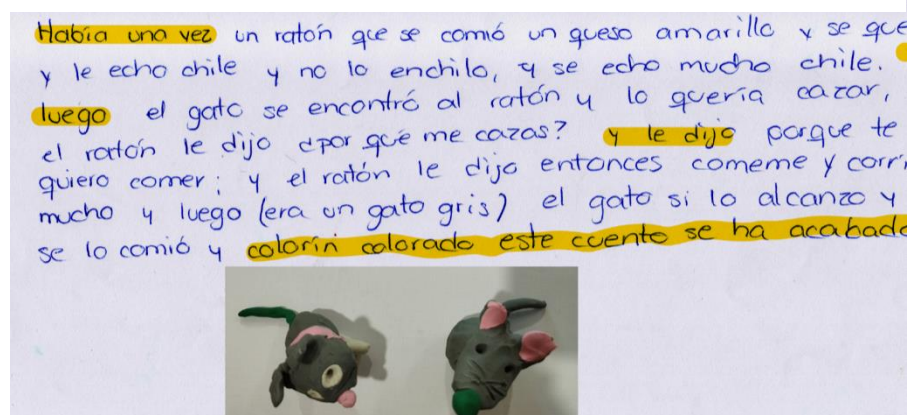 Había una vez un ratón que se comió un queso amarillo y se que
y le echo chile y no lo enchilo, y se echo mucho chile.
luego el gato se encontró al ratón y lo quería cazar,
el ratón le dijo ¿por qué me cazas? y le dijo porque te
quiero comer; y el ratón le dijo entonces comeme y corri
mucho y luego (era un gato gris) el gato si lo alcanzo y
se lo comió y colorín colorado este cuento se ha acabado